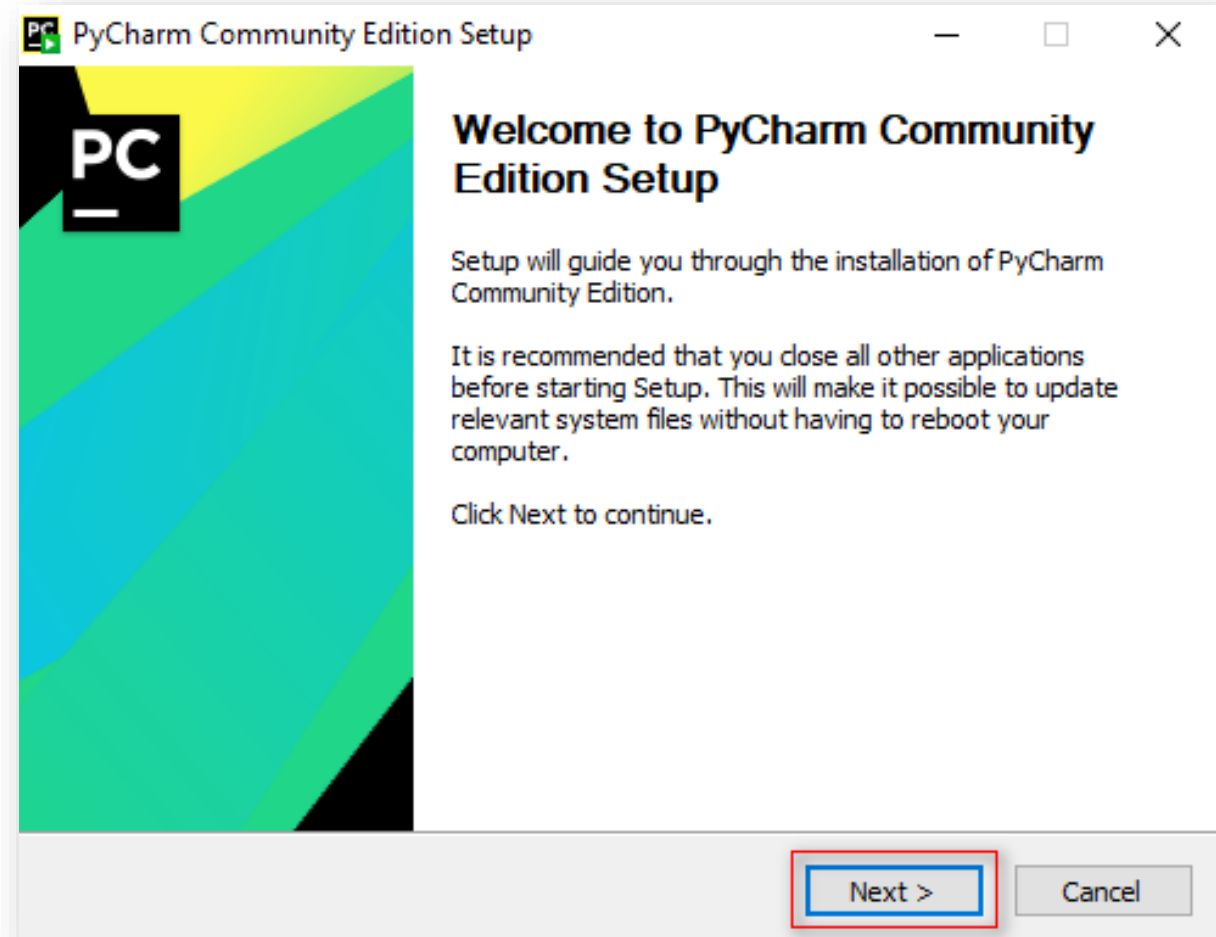 PC PyCharm Community Edition Setup
PC
Welcome to PyCharm Community
Edition Setup
Setup will guide you through the installation of PyCharm
Community Edition.
It is recommended that you close all other applications
before starting Setup. This will make it possible to update
relevant system files without having to reboot your
computer.
Click Next to continue.
Next > Cancel